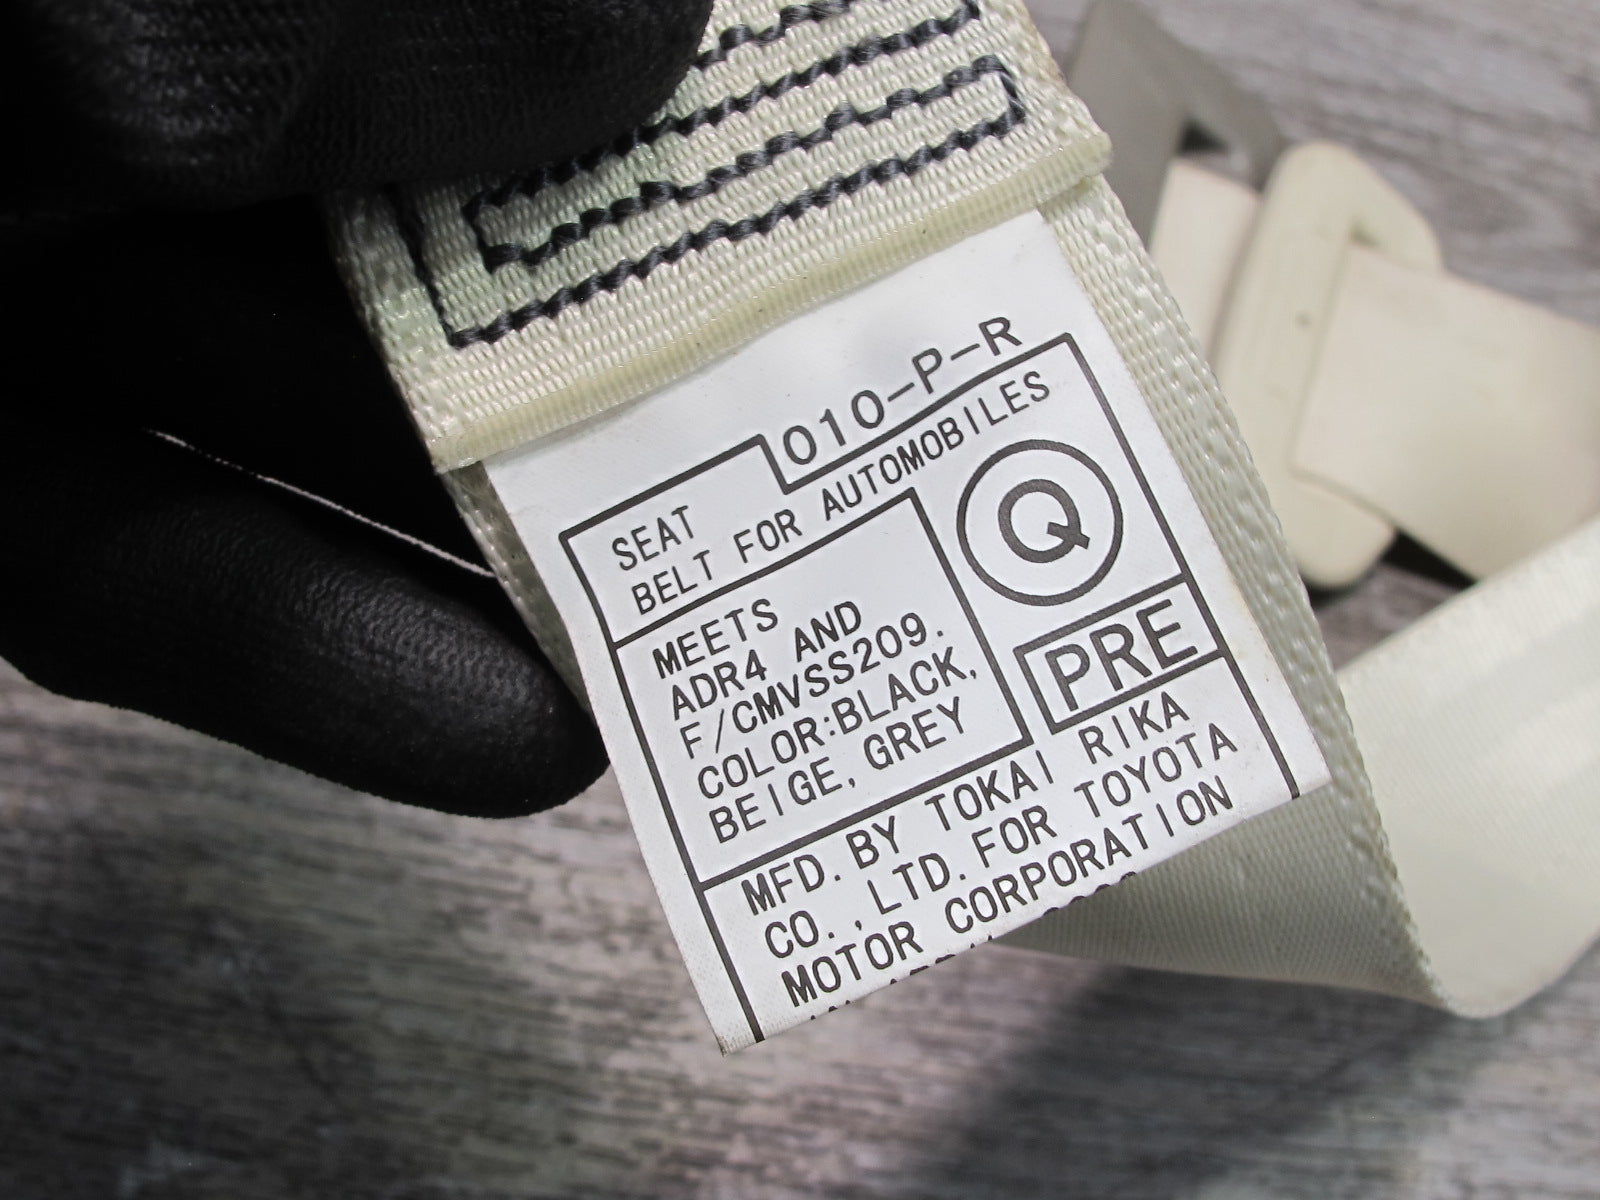 010-P-R
SEAT
BELT FOR AUTOMOBILES
Q
MEETS
ADR4 AND
F/CMVSS209.
COLOR:BLACK,
BEIGE, GREY
PRE
MFD. BY TOKAI RIKA
CO., LTD. FOR TOYOTA
MOTOR CORPORATION